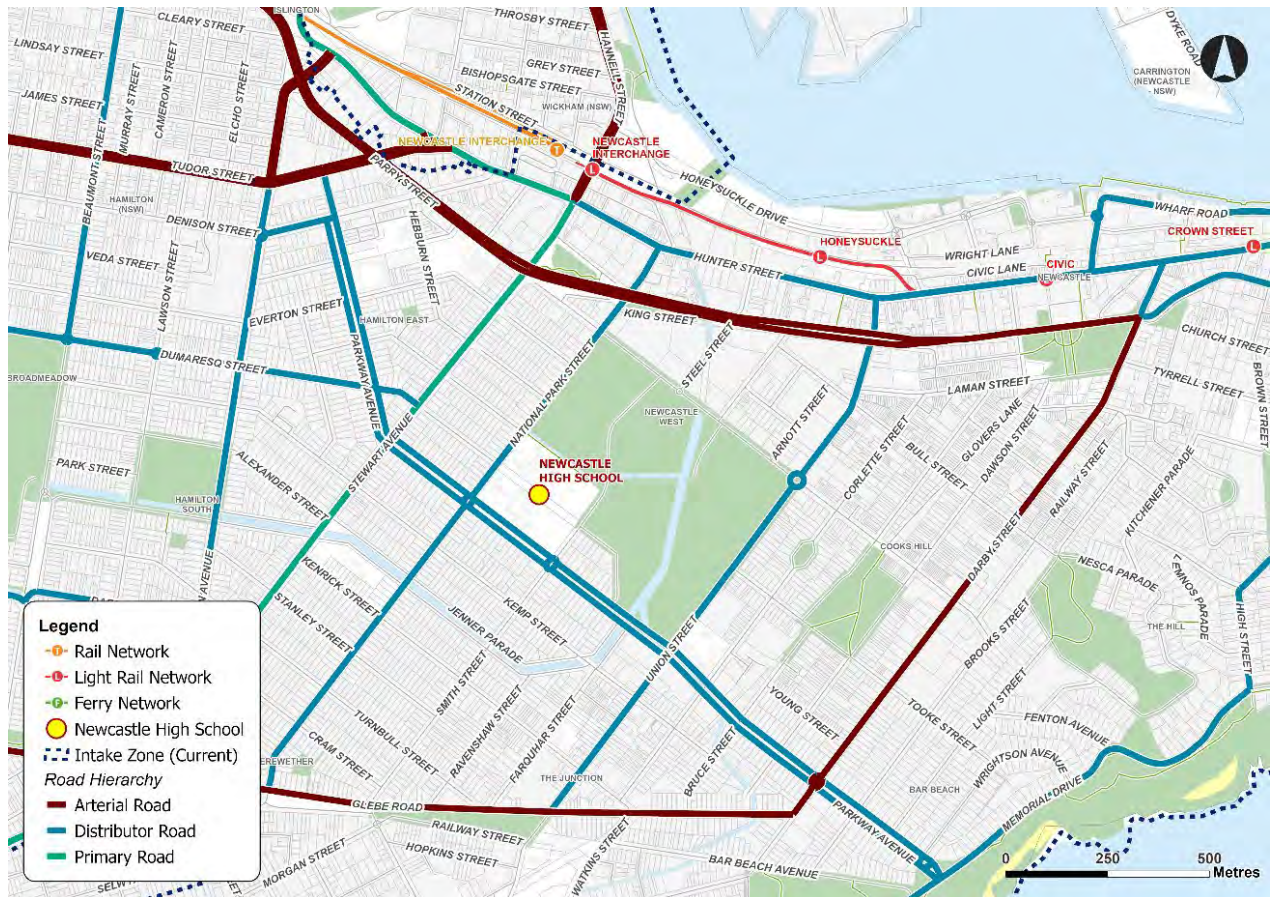 ISLINGTON
THROSBY STREET
CLEARY STREET
DYKE ROAD
LINDSAY STREET
HANNELL STREET
GREY STREET
CARRINGTON (NEWCASTLE
- NSW)
BISHOPSGATE STREET
ELCHO STREET
CAMERON STREET
MURRAY STREET
JAMES STREET
STATION STREET
WICKHAM (NSW)
BEAUMONT STREET
NEWCASTLE INTERCHANGE
T
NEWCASTLE
INTERCHANGE
L
TUDOR STREET
PARRY STREET
HONEYSUCKLE DRIVE
HAMILTON
(NSW)
WHARF ROAD
DENISON STREET
HEBBURN STREET
CROWN STREET
L
HONEYSUCKLE
L
WRIGHT LANE
VEDA STREET
HUNTER STREET
CIVIC LANE
CIVIC
NEWCASTLE
LAWSON STREET
EVERTON STREET
HAMILTON EAST
KING STREET
CHURCH STREET
STEEL STREET
PARKWAY AVENUE
DUMARESQ STREET
NATIONAL PARK STREET
TYRRELL STREET
BROWN STREET
BROADMEADOW
LAMAN STREET
NEWCASTLE
WEST
ARNOTT STREET
GLOVERS LANE
DAWSON STREET
BULL STREET
CORLETTE STREET
STEWART AVENUE
RAILWAY STREET
KITCHENER PARADE
PARK STREET
ALEXANDER STREET
NEWCASTLE
HIGH SCHOOL
HAMILTON
SOUTH
COOKS HILL
DARBY STREET
NESCA PARADE
LEMNOS PARADE
KENRICK STREET
N AVENUE
STANLEY STREET
KEMP STREET
JENNER PARADE
THE HILL
HIGH STREET
BROOKS STREET
UNION STREET
SMITH STREET
YOUNG STREET
LIGHT STREET
TOOKE STREET
FENTON AVENUE
RAVENSHAW STREET
FARQUHAR STREET
TURNBULL STREET
CRAM STREET
BRUCE STREET
WRIGHTSON AVENUE
THE JUNCTION
BAR BEACH
MEMORIAL DRIVE
EREWETHER
GLEBE ROAD
PARKWAY AVENUE
RAILWAY STREET
HOPKINS STREET
WATKINS STREET
BAR BEACH AVENUE
MORGAN STREET
SELW
Legend
T Rail Network
L Light Rail Network
F Ferry Network
Newcastle High School
Intake Zone (Current)
Road Hierarchy
Arterial Road
Distributor Road
Primary Road
0 250 500
Metres